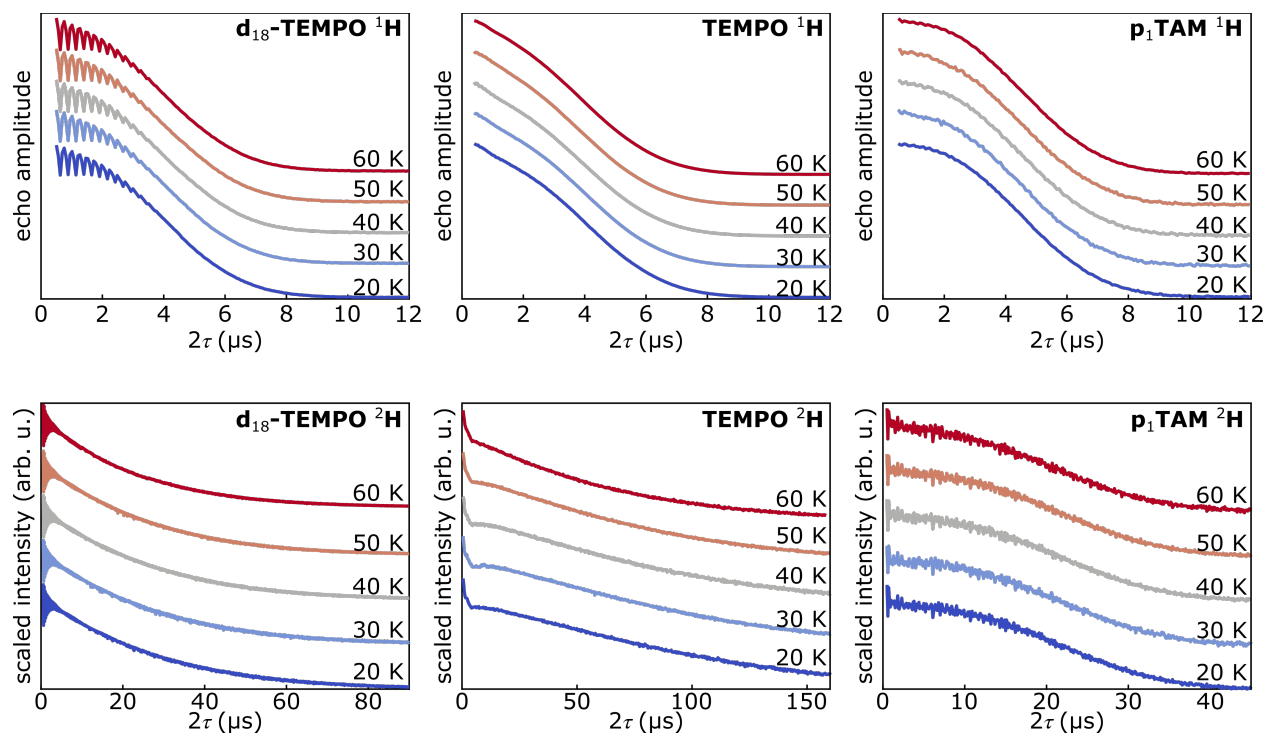 d₁₈-TEMPO ¹H
echo amplitude
60 K
50 K
40 K
30 K
20 K
0 2 4 6 8 10 12
2τ (μs)
TEMPO ¹H
echo amplitude
60 K
50 K
40 K
30 K
20 K
0 2 4 6 8 10 12
2τ (μs)
p₁TAM ¹H
echo amplitude
60 K
50 K
40 K
30 K
20 K
0 2 4 6 8 10 12
2τ (μs)
d₁₈-TEMPO ²H
scaled intensity (arb. u.)
60 K
50 K
40 K
30 K
20 K
0 20 40 60 80
2τ (μs)
TEMPO ²H
scaled intensity (arb. u.)
60 K
50 K
40 K
30 K
20 K
50 100 150
2τ (μs)
p₁TAM ²H
scaled intensity (arb. u.)
60 K
50 K
40 K
30 K
20 K
0 10 20 30 40
2τ (μs)